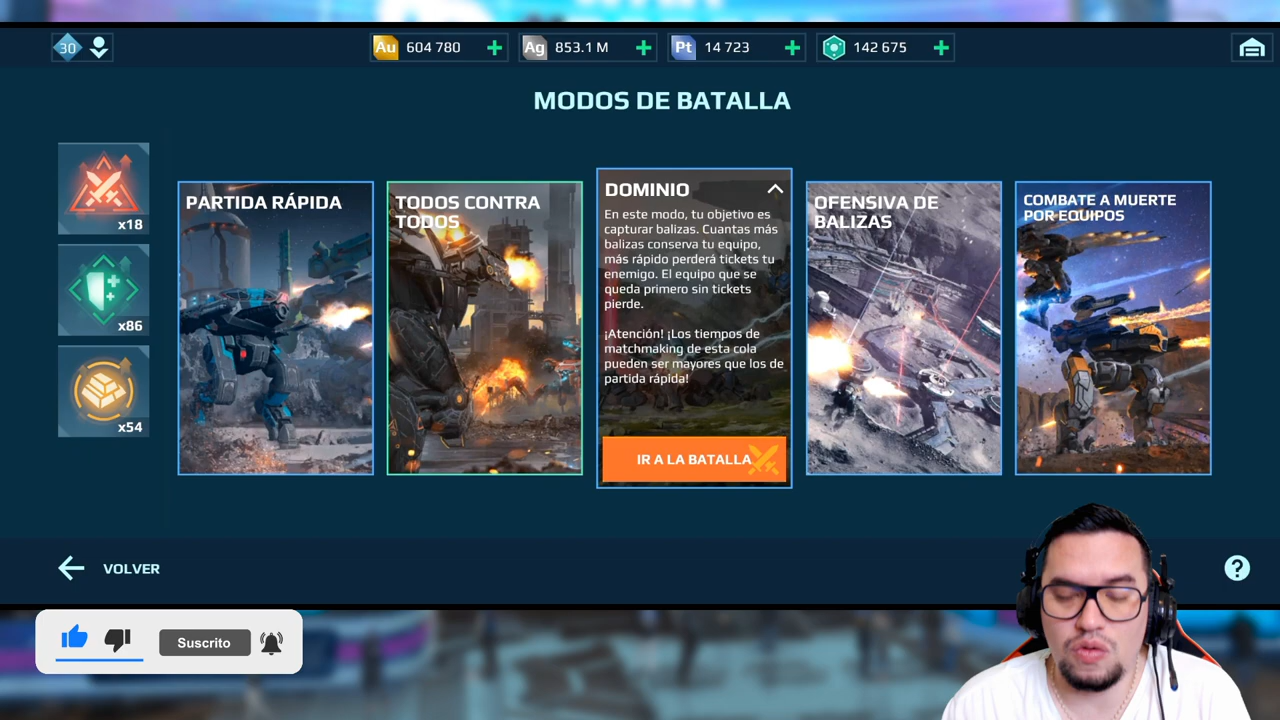 30
Au 604 780
Ag 853.1 M
Pt 14 723
142 675
MODOS DE BATALLA
x18
x86
x54
PARTIDA RÁPIDA
TODOS CONTRA
TODOS
DOMINIO
En este modo, tu objetivo es
capturar balizas. Cuantas más
balizas conserva tu equipo,
más rápido perderá tickets tu
enemigo. El equipo que se
queda primero sin tickets
pierde.
¡Atención! ¡Los tiempos de
matchmaking de esta cola
pueden ser mayores que los de
partida rápida!
IR A LA BATALLA
OFENSIVA DE
BALIZAS
COMBATE A MUERTE
POR EQUIPOS
VOLVER
?
Suscrito